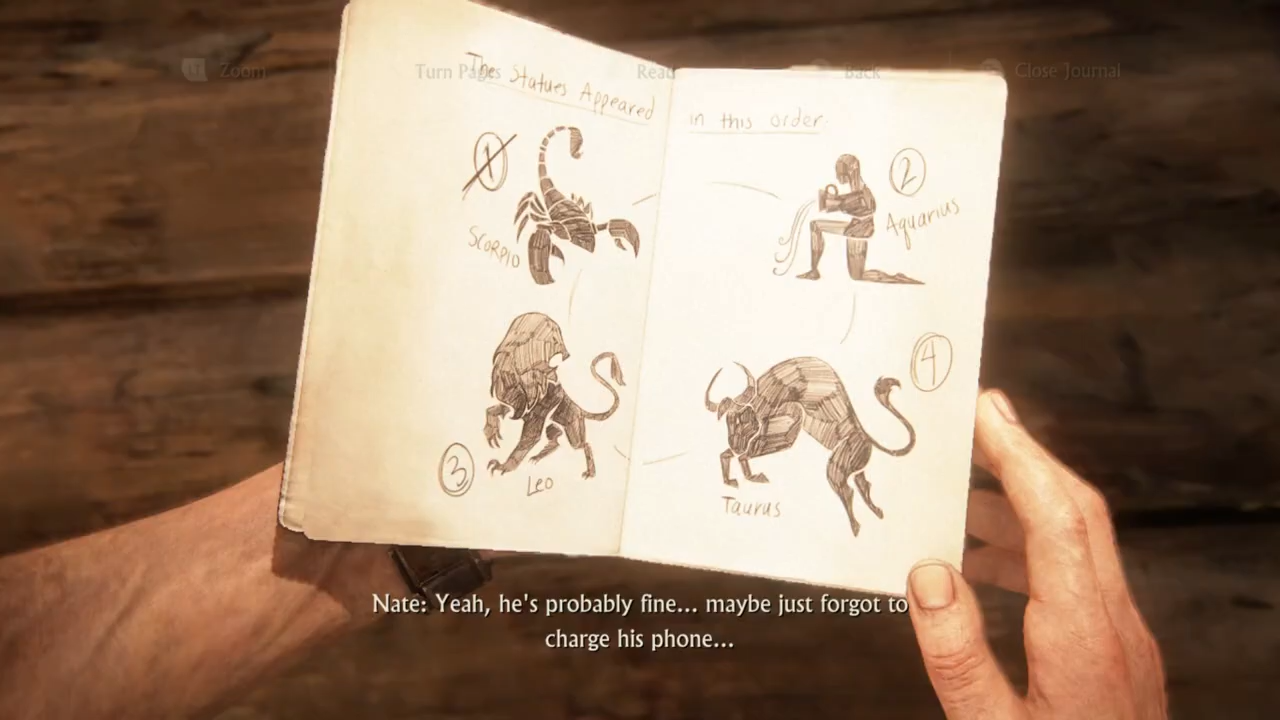 Zoom
Turn Pages
Read
Back
Close Journal
The Statues Appeared
in this order.
1
SCORPIO
2
Aquarius
3
Leo
4
Taurus
Nate: Yeah, he's probably fine... maybe just forgot to
charge his phone...